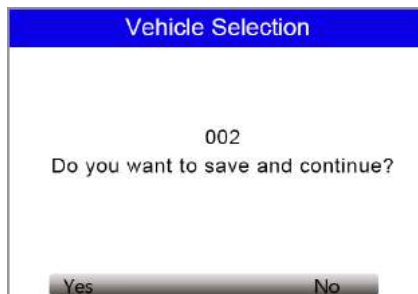 Vehicle Selection
002
Do you want to save and continue?
Yes No